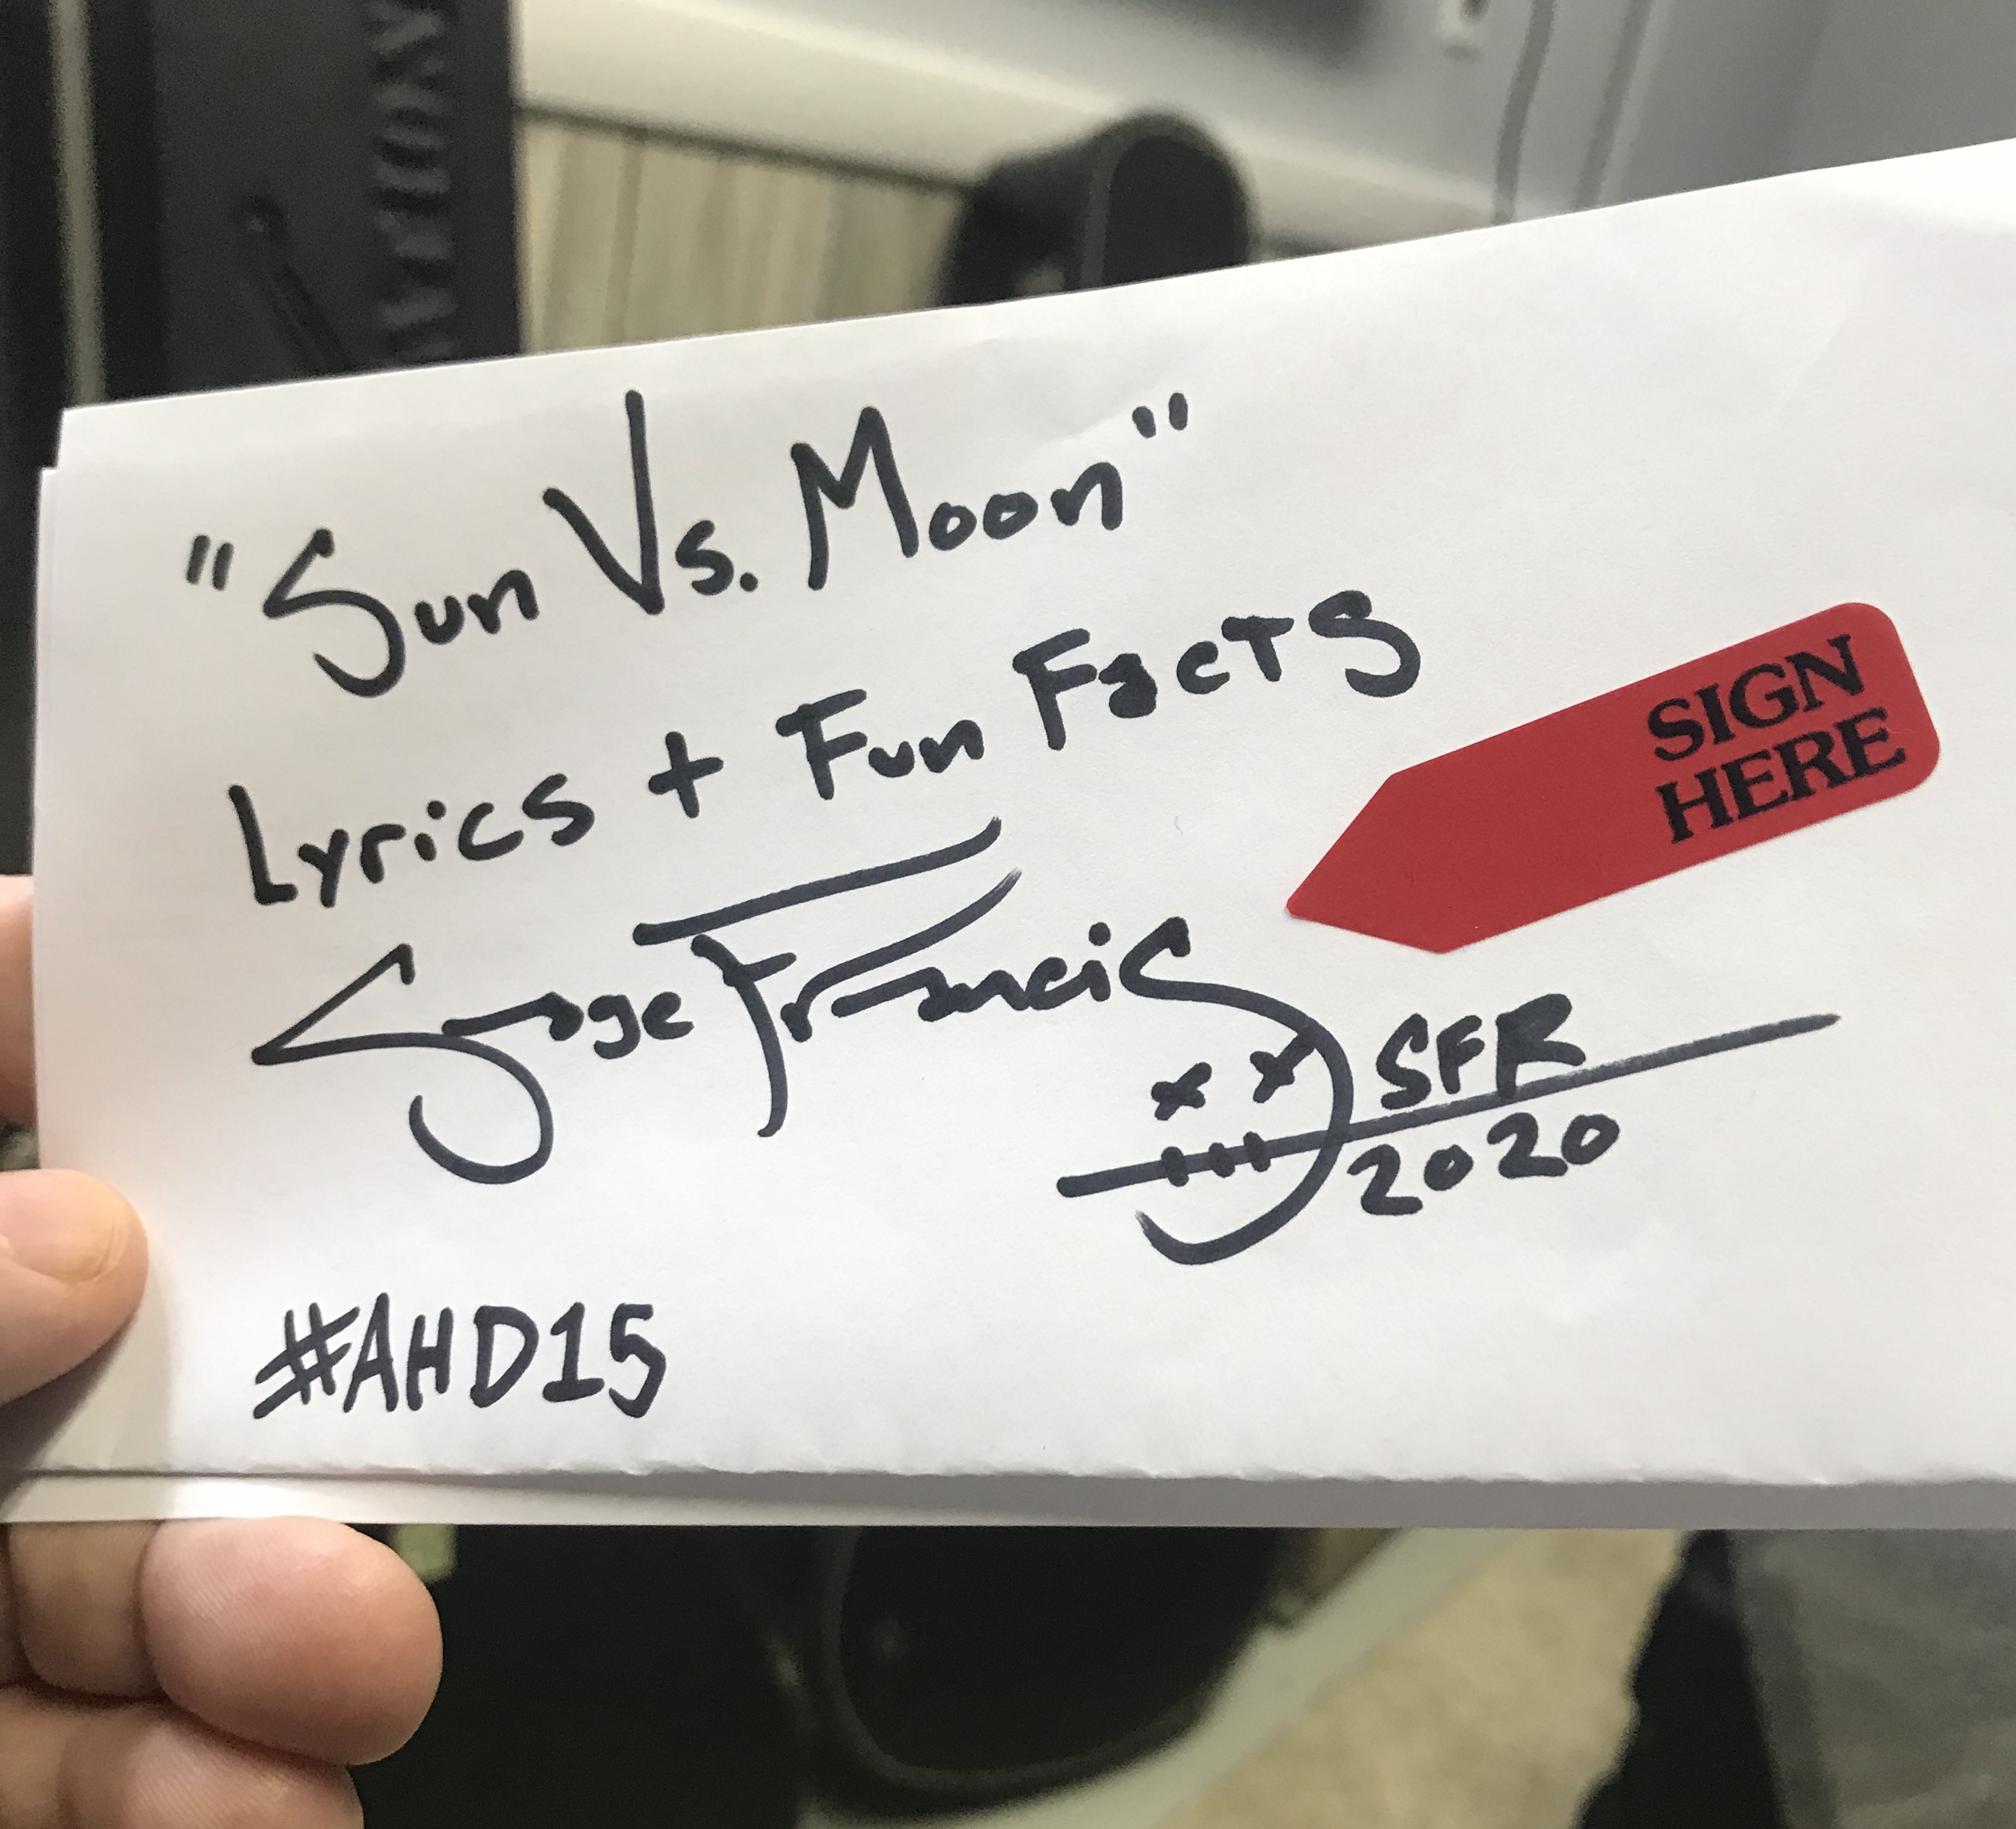 "Sun Vs. Moon"
Lyrics + Fun Facts
SIGN
HERE
Sage Francis
SFR
2020
#AHD15